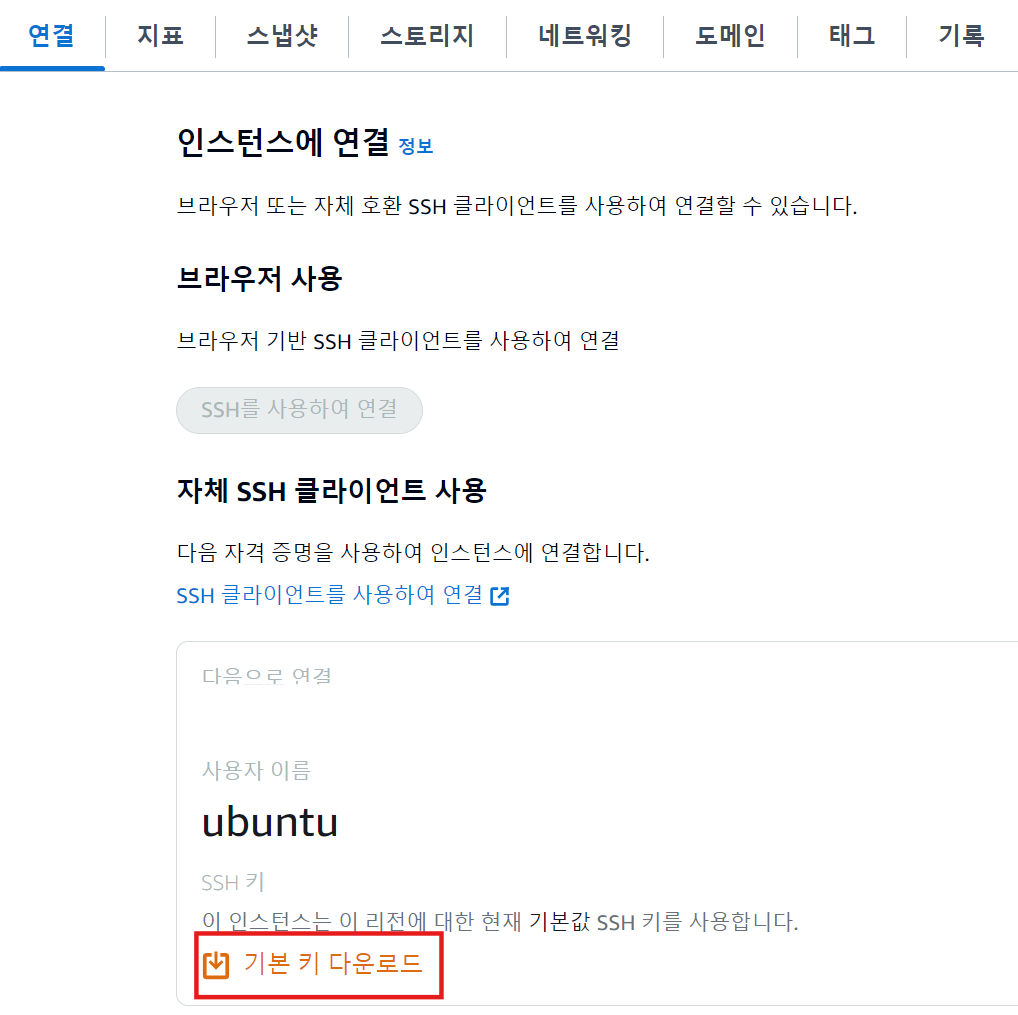 연결 지표 스냅샷 스토리지 네트워킹 도메인 태그 기록
인스턴스에 연결 정보
브라우저 또는 자체 호환 SSH 클라이언트를 사용하여 연결할 수 있습니다.
브라우저 사용
브라우저 기반 SSH 클라이언트를 사용하여 연결
SSH를 사용하여 연결
자체 SSH 클라이언트 사용
다음 자격 증명을 사용하여 인스턴스에 연결합니다.
SSH 클라이언트를 사용하여 연결
다음으로 연결
사용자 이름
ubuntu
SSH 키
이 인스턴스는 이 리전에 대한 현재 기본값 SSH 키를 사용합니다.
기본 키 다운로드